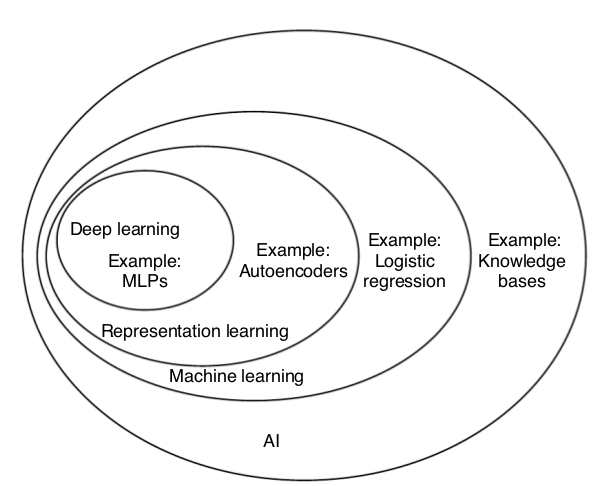 Deep learning
Example:
MLPs
Example:
Autoencoders
Example:
Logistic
regression
Example:
Knowledge
bases
Representation learning
Machine learning
AI